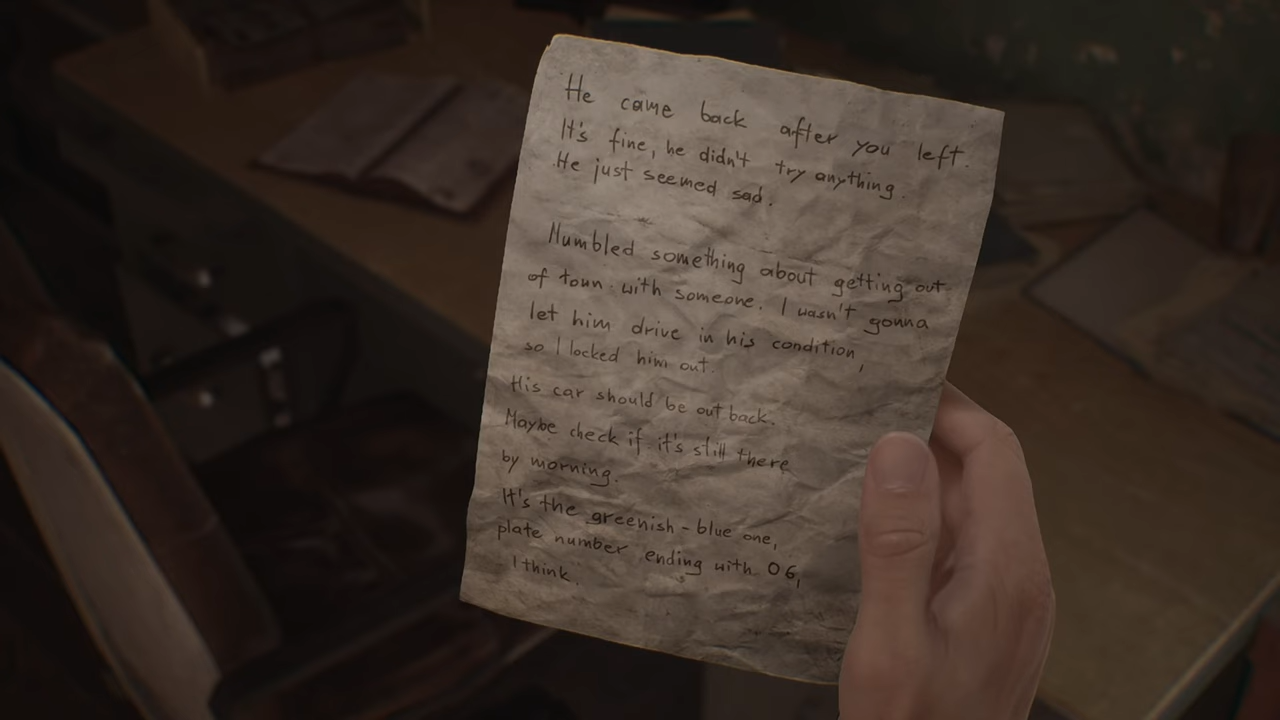 He came back after you left.
It's fine, he didn't try anything.
He just seemed sad.
Mumbled something about getting out
of town with someone. I wasn't gonna
let him drive in his condition,
so I locked him out.
His car should be out back.
Maybe check if it's still there
by morning.
It's the greenish-blue one,
plate number ending with 06,
I think.